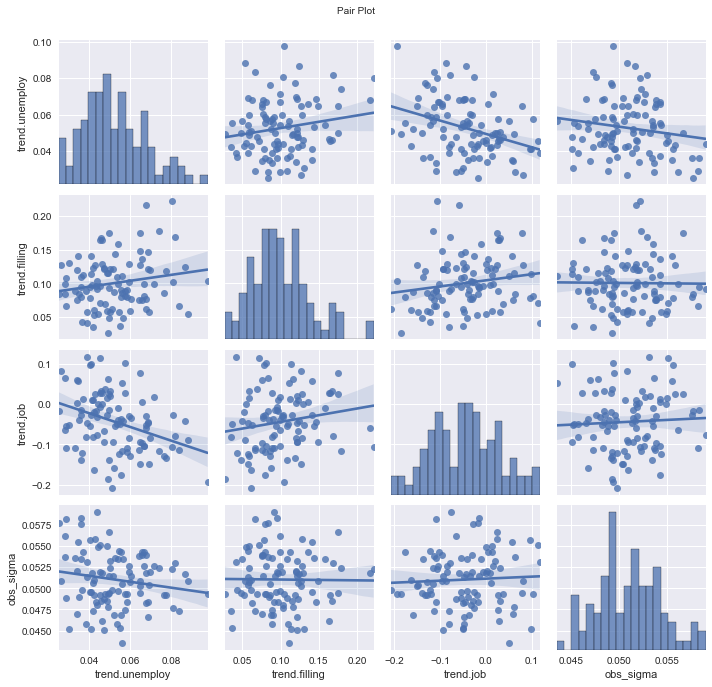 Pair Plot
0.10
0.08
0.06
0.04
trend.unemploy
0.20
0.15
0.10
0.05
trend.filling
0.1
0.0
−0.1
−0.2
trend.job
0.0575
0.0550
0.0525
0.0500
0.0475
0.0450
obs_sigma
0.04 0.06 0.08 0.05 0.10 0.15 0.20 −0.2 −0.1 0.0 0.1 0.045 0.050 0.055
trend.unemploy trend.filling trend.job obs_sigma